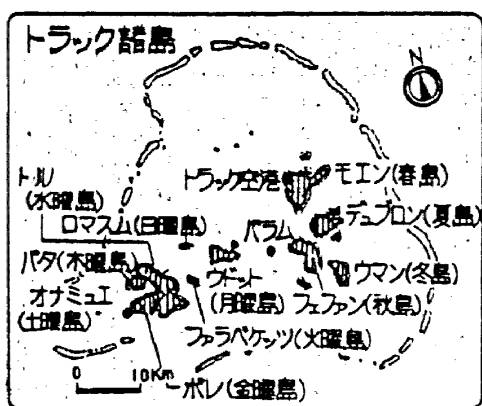 トラック諸島
N
トル
(水曜島)
トラック空港
モエン(春島)
ロマスム(日曜島)
デュブロン(夏島)
パラム
パタ(木曜島)
オナミュエ
(土曜島)
ウドット
(月曜島)
ウマン(冬島)
フェファン(秋島)
ファラベケッツ(火曜島)
0 10Km
ポレ(金曜島)